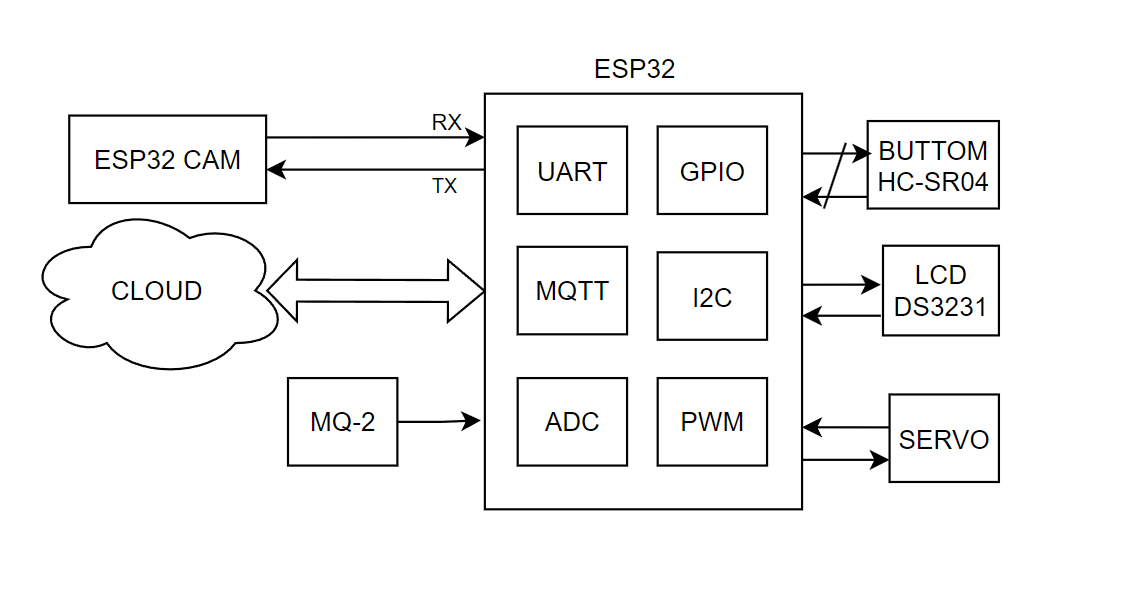 ESP32
RX
ESP32 CAM
TX
UART
GPIO
BUTTOM
HC-SR04
CLOUD
MQTT
I2C
LCD
DS3231
MQ-2
ADC
PWM
SERVO